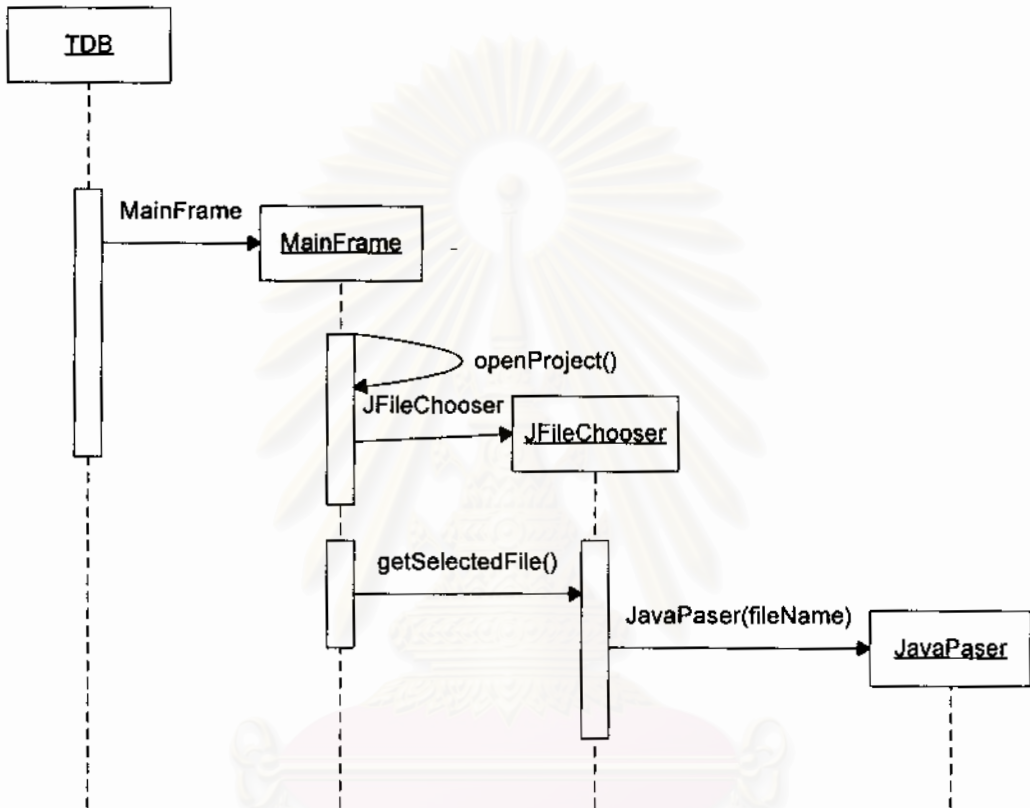 TDB
MainFrame
MainFrame
openProject()
JFileChooser
JFileChooser
getSelectedFile()
JavaPaser(fileName)
JavaPaser